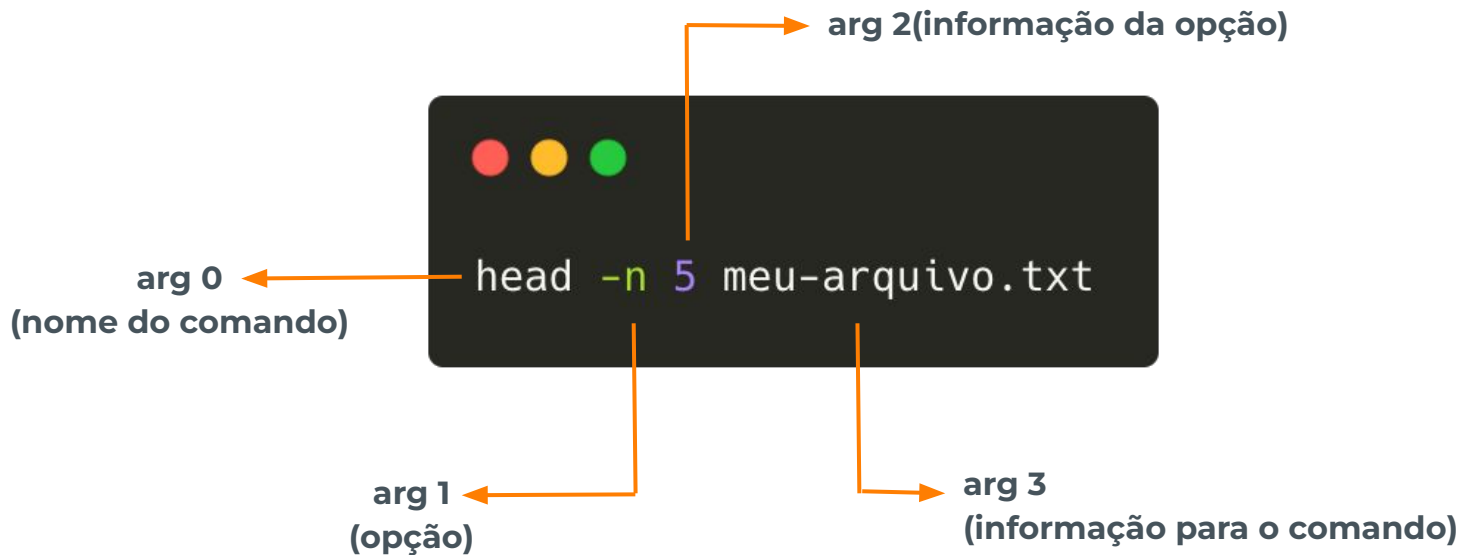 arg 2(informação da opção)
head -n 5 meu-arquivo.txt
arg 0
(nome do comando)
arg 1
(opção)
arg 3
(informação para o comando)